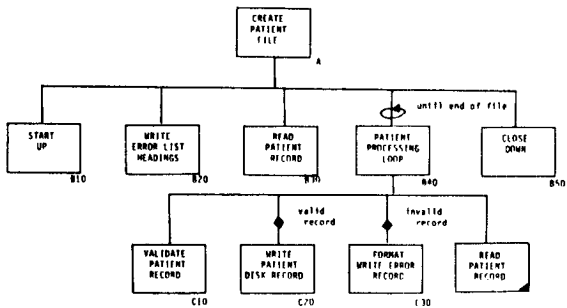 CREATE
PATIENT
FILE
A
until end of file
START
UP
B10
WRITE
ERROR LIST
HEADINGS
B20
READ
PATIENT
RECORD
B30
PATIENT
PROCESSING
LOOP
B40
CLOSE
DOWN
B50
valid
record
invalid
record
VALIDATE
PATIENT
RECORD
C10
WRITE
PATIENT
DISK RECORD
C20
FORMAT
WRITE ERROR
RECORD
C30
READ
PATIENT
RECORD